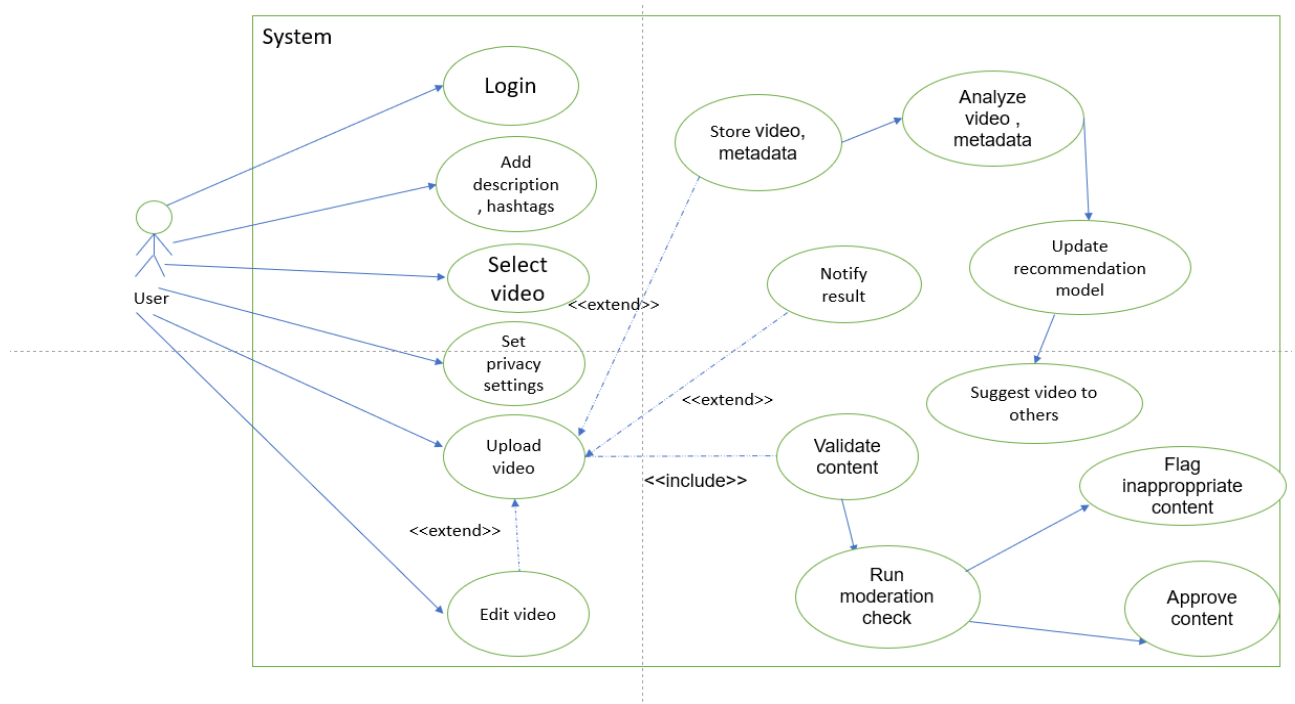 System
Login
Add
description
, hashtags
Select
video
Set
privacy
settings
Upload
video
Edit video
User
<<extend>>
<<extend>>
<<extend>>
<<include>>
Store video,
metadata
Analyze
video ,
metadata
Notify
result
Update
recommendation
model
Suggest video to
others
Validate
content
Run
moderation
check
Flag
inaproppriate
content
Approve
content